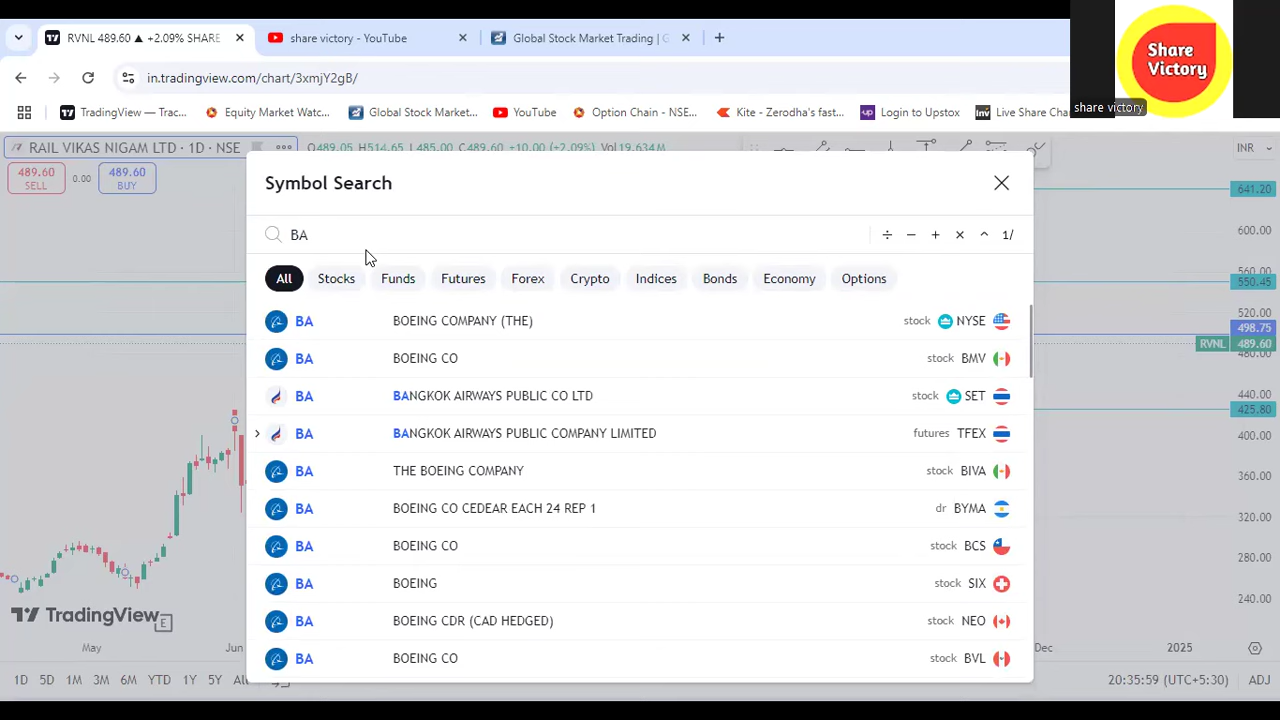 RVNL 489.60 ▲ +2.09% SHARE
share victory - YouTube
Global Stock Market Trading | G
Share
Victory
share victory
in.tradingview.com/chart/3xmjY2gB/
TradingView — Trac...
Equity Market Watc...
Global Stock Market...
YouTube
Option Chain - NSE...
Kite - Zerodha's fast...
Login to Upstox
Live Share Cha
RAIL VIKAS NIGAM LTD · 1D · NSE
O489.05 H514.65 L485.00 C489.60 +10.00 (+2.09%) Vol 19.634M
INR
489.60
SELL
0.00
489.60
BUY
Symbol Search
BA
÷ − + × ^ 1/
All Stocks Funds Futures Forex Crypto Indices Bonds Economy Options
BA BOEING COMPANY (THE) stock NYSE
BA BOEING CO stock BMV
BA BANGKOK AIRWAYS PUBLIC CO LTD stock SET
BA BANGKOK AIRWAYS PUBLIC COMPANY LIMITED futures TFEX
BA THE BOEING COMPANY stock BIVA
BA BOEING CO CEDEAR EACH 24 REP 1 dr BYMA
BA BOEING CO stock BCS
BA BOEING stock SIX
BA BOEING CDR (CAD HEDGED) stock NEO
BA BOEING CO stock BVL
641.20
600.00
560.00
550.45
520.00
498.75
RVNL 489.60
480.00
440.00
425.80
400.00
360.00
320.00
280.00
240.00
TradingView
E
May Jun Dec 2025
1D 5D 1M 3M 6M YTD 1Y 5Y All
20:35:59 (UTC+5:30) ADJ